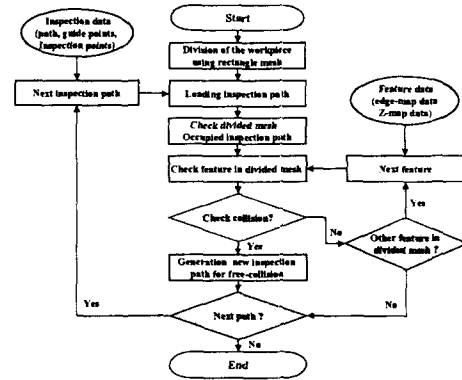 Start
Inspection data
(path, guide points,
Inspection points)
Division of the workpiece
using rectangle mesh
Next inspection path
Loading inspection path
Feature data
(edge-map data
Z-map data)
Check divided mesh
Occupied inspection path
Check feature in divided mesh
Next feature
Check collision?
No
Yes
Yes
Other feature in
divided mesh ?
Generation new inspection
path for free-collision
Yes
No
Next path ?
No
End